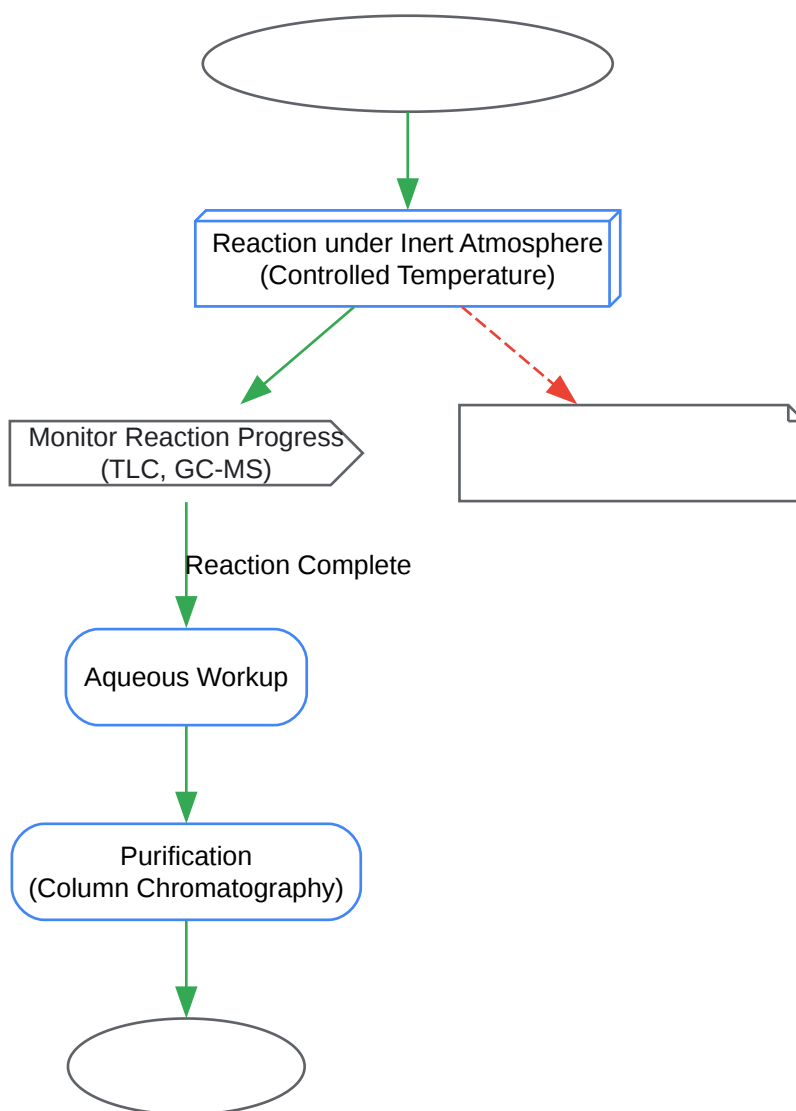 Reaction under Inert Atmosphere
(Controlled Temperature)
Monitor Reaction Progress
(TLC, GC-MS)
Reaction Complete
Aqueous Workup
Purification
(Column Chromatography)